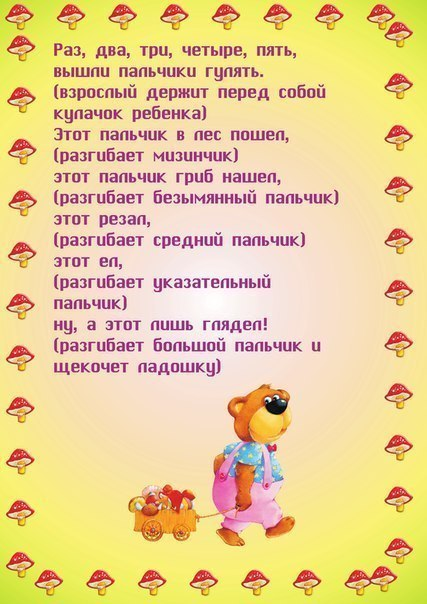 Раз, два, три, четыре, пять,
вышли пальчики гулять.
(взрослый держит перед собой
кулачок ребенка)
Этот пальчик в лес пошел,
(разгибает мизинчик)
этот пальчик гриб нашел,
(разгибает безымянный пальчик)
этот резал,
(разгибает средний пальчик)
этот ел,
(разгибает указательный
пальчик)
ну, а этот лишь глядел!
(разгибает большой пальчик и
щекочет ладошку)